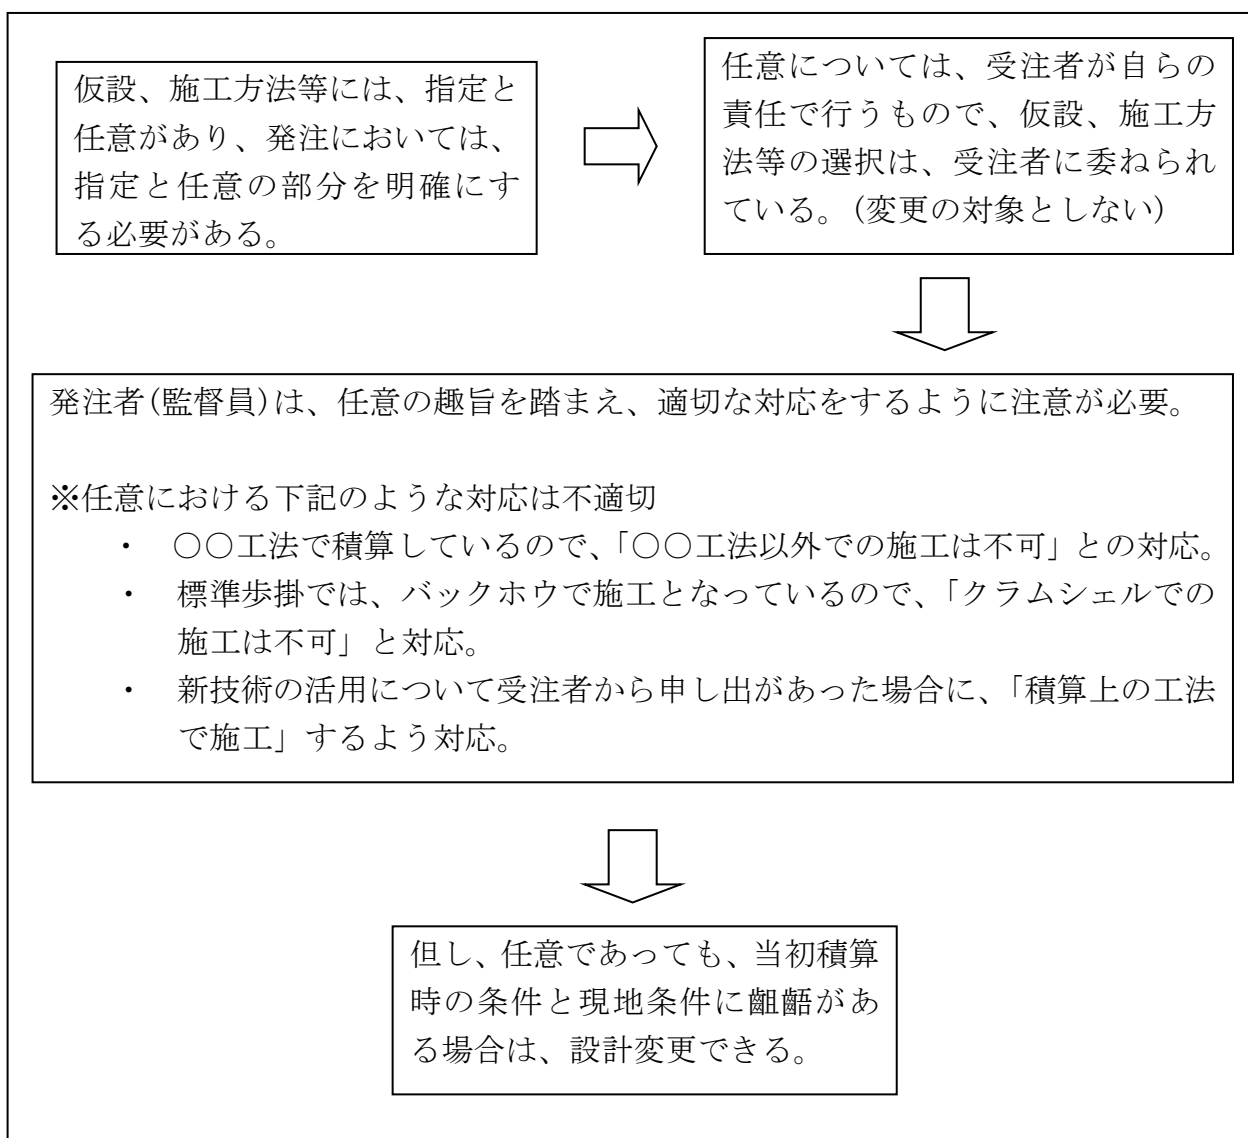 仮設、施工方法等には、指定と
任意があり、発注においては、
指定と任意の部分を明確にす
る必要がある。
任意については、受注者が自らの
責任で行うもので、仮設、施工方
法等の選択は、受注者に委ねられ
ている。(変更の対象としない)
発注者(監督員)は、任意の趣旨を踏まえ、適切な対応をするように注意が必要。
※任意における下記のような対応は不適切
・ 〇〇工法で積算しているので、「〇〇工法以外での施工は不可」との対応。
・ 標準歩掛では、バックホウで施工となっているので、「クラムシェルでの
施工は不可」と対応。
・ 新技術の活用について受注者から申し出があった場合に、「積算上の工法
で施工」するよう対応。
但し、任意であっても、当初積算
時の条件と現地条件に齟齬があ
る場合は、設計変更できる。